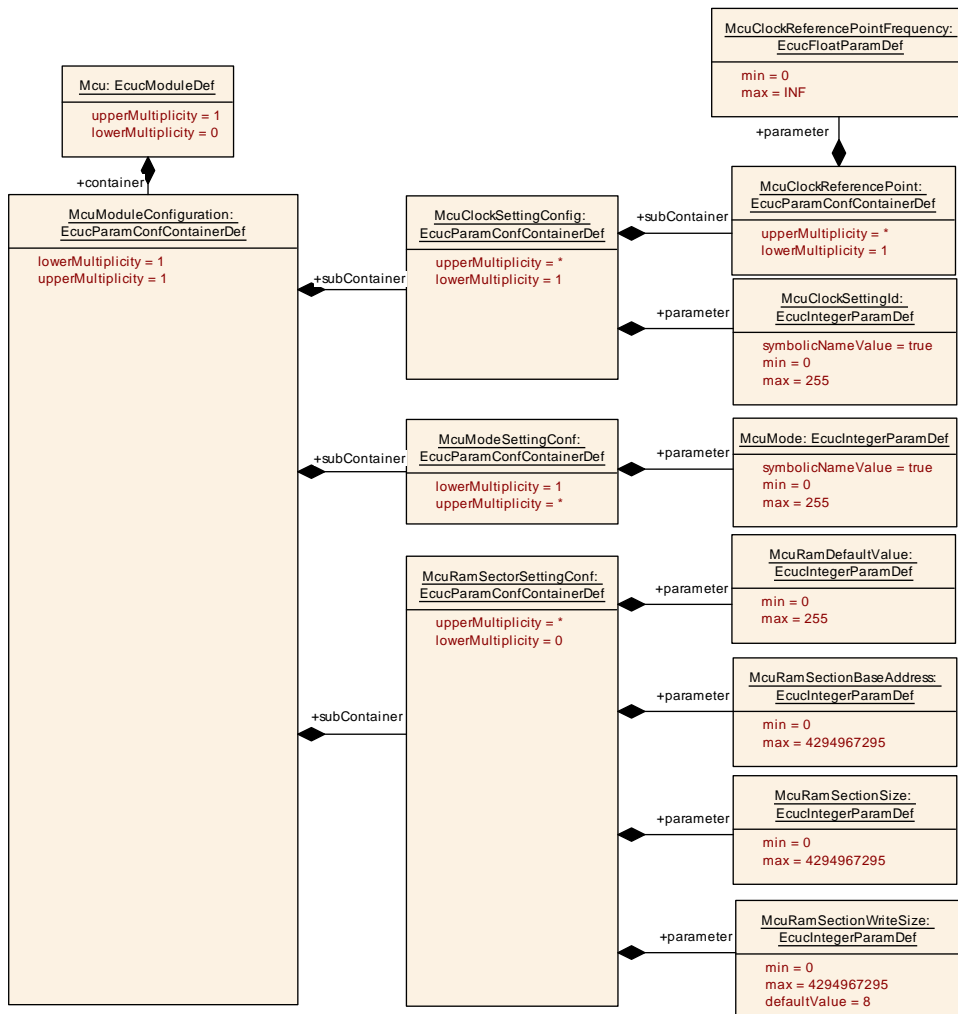 McuClockReferencePointFrequency:
EcucFloatParamDef
min = 0
max = INF
Mcu: EcucModuleDef
upperMultiplicity = 1
lowerMultiplicity = 0
+parameter
+container
McuModuleConfiguration:
EcucParamConfContainerDef
lowerMultiplicity = 1
upperMultiplicity = 1
+subContainer
McuClockSettingConfig:
EcucParamConfContainerDef
upperMultiplicity = *
lowerMultiplicity = 1
+subContainer
McuClockReferencePoint:
EcucParamConfContainerDef
upperMultiplicity = *
lowerMultiplicity = 1
+parameter
McuClockSettingId:
EcucIntegerParamDef
symbolicNameValue = true
min = 0
max = 255
+subContainer
McuModeSettingConf:
EcucParamConfContainerDef
lowerMultiplicity = 1
upperMultiplicity = *
+parameter
McuMode: EcucIntegerParamDef
symbolicNameValue = true
min = 0
max = 255
+subContainer
McuRamSectorSettingConf:
EcucParamConfContainerDef
upperMultiplicity = *
lowerMultiplicity = 0
+parameter
McuRamDefaultValue:
EcucIntegerParamDef
min = 0
max = 255
+parameter
McuRamSectionBaseAddress:
EcucIntegerParamDef
min = 0
max = 4294967295
+parameter
McuRamSectionSize:
EcucIntegerParamDef
min = 0
max = 4294967295
+parameter
McuRamSectionWriteSize:
EcucIntegerParamDef
min = 0
max = 4294967295
defaultValue = 8